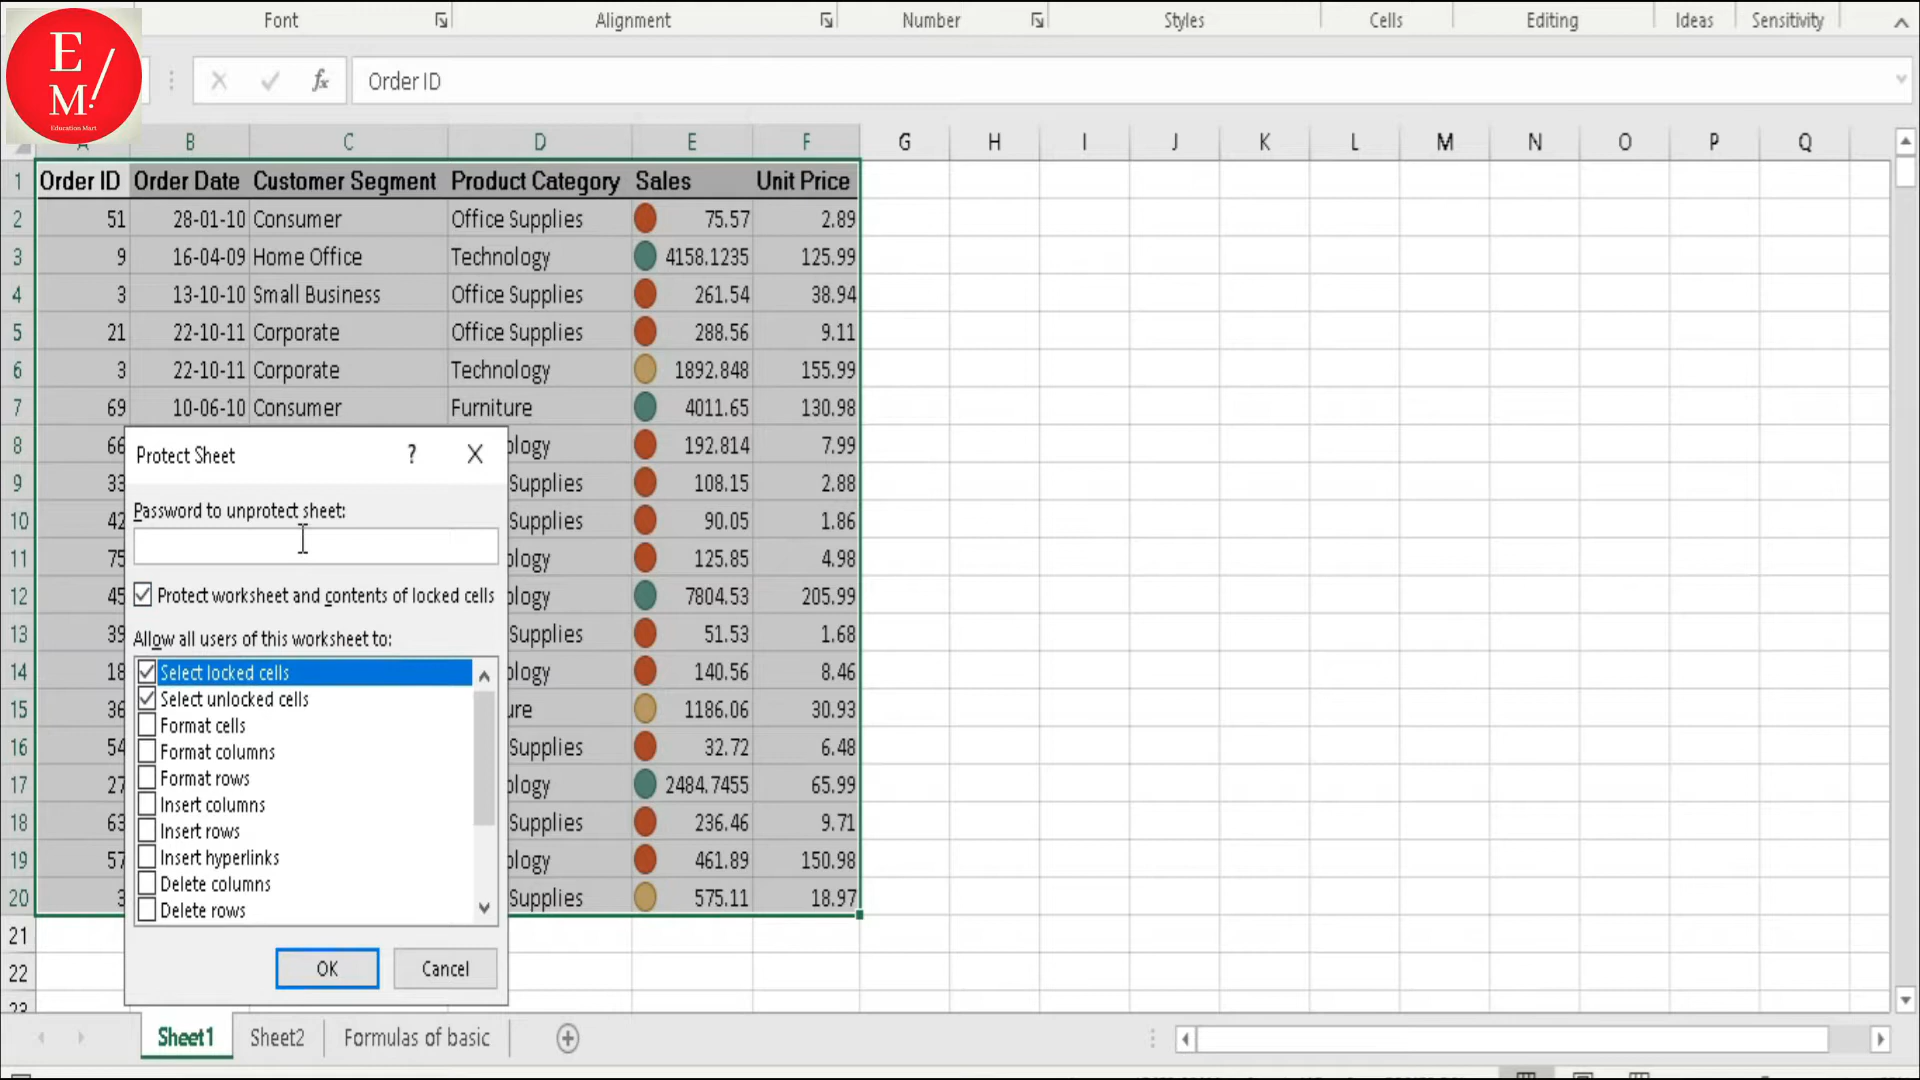 Font Alignment Number Styles Cells Editing Ideas Sensitivity
E
M.
Education Mart
fx Order ID
B C D E F G H I J K L M N O P Q
1 Order ID Order Date Customer Segment Product Category Sales Unit Price
2 51 28-01-10 Consumer Office Supplies 75.57 2.89
3 9 16-04-09 Home Office Technology 4158.1235 125.99
4 3 13-10-10 Small Business Office Supplies 261.54 38.94
5 21 22-10-11 Corporate Office Supplies 288.56 9.11
6 3 22-10-11 Corporate Technology 1892.848 155.99
7 69 10-06-10 Consumer Furniture 4011.65 130.98
8 66 ology 192.814 7.99
9 33 Supplies 108.15 2.88
10 42 Supplies 90.05 1.86
11 75 ology 125.85 4.98
12 45 ology 7804.53 205.99
13 39 Supplies 51.53 1.68
14 18 ology 140.56 8.46
15 36 ure 1186.06 30.93
16 54 Supplies 32.72 6.48
17 27 ology 2484.7455 65.99
18 63 Supplies 236.46 9.71
19 57 ology 461.89 150.98
20 3 Supplies 575.11 18.97
21
22
23
Protect Sheet ?
Password to unprotect sheet:
Protect worksheet and contents of locked cells
Allow all users of this worksheet to:
Select locked cells
Select unlocked cells
Format cells
Format columns
Format rows
Insert columns
Insert rows
Insert hyperlinks
Delete columns
Delete rows
OK Cancel
Sheet1 Sheet2 Formulas of basic